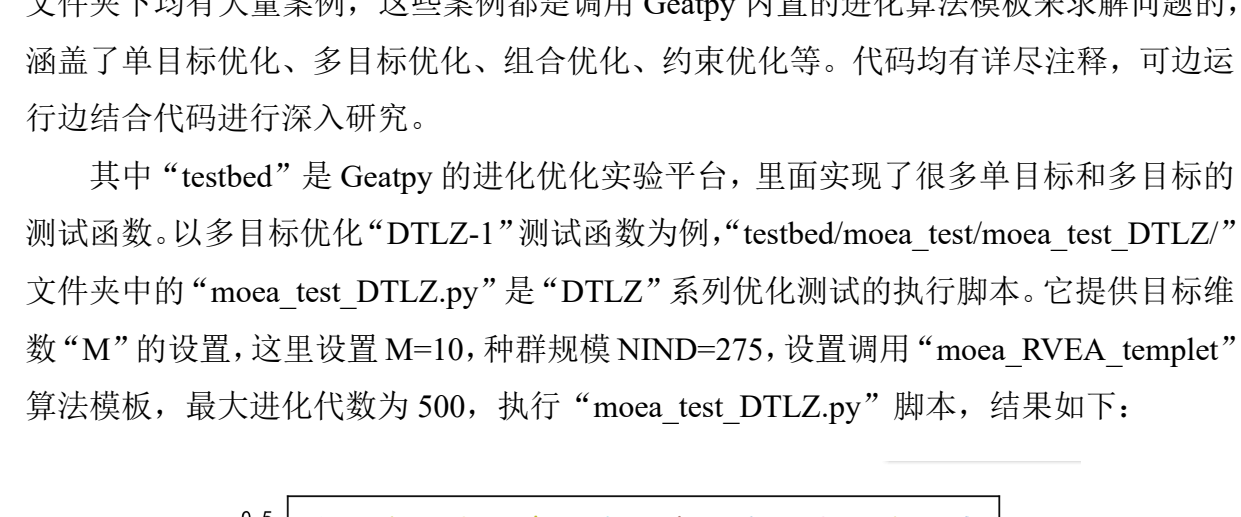 文件夹下均有大量案例，这些案例都是调用 Geatpy 内置的进化算法模板来求解问题的，
涵盖了单目标优化、多目标优化、组合优化、约束优化等。代码均有详尽注释，可边运
行边结合代码进行深入研究。
其中“testbed”是 Geatpy 的进化优化实验平台，里面实现了很多单目标和多目标的
测试函数。以多目标优化“DTLZ-1”测试函数为例，“testbed/moea_test/moea_test_DTLZ/”
文件夹中的“moea_test_DTLZ.py”是“DTLZ”系列优化测试的执行脚本。它提供目标维
数“M”的设置，这里设置 M=10，种群规模 NIND=275，设置调用“moea_RVEA_templet”
算法模板，最大进化代数为 500，执行“moea_test_DTLZ.py”脚本，结果如下：
0.5